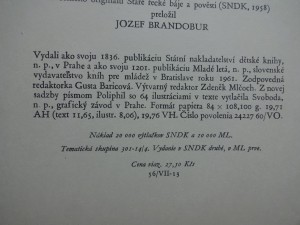 originálu Staré řecké báje a pověsti (SNDK, 1958)
preložil
JOZEF BRANDOBUR
Vydali ako svoju 1836. publikáciu Státní nakladatelství dětské knihy,
n. p., v Prahe a ako svoju 1201. publikáciu Mladé letá, n. p., slovenské
vydavateľstvo kníh pre mládež v Bratislave roku 1961. Zodpovedná
redaktorka Gusta Baricová. Výtvarný redaktor Zdeněk Mlčoch. Z novej
sadzby písmom Poliphil so 64 ilustráciami v texte vytlačila Svoboda,
n. p., grafický závod v Prahe. Formát papiera 84 × 108, 100 g, 19,71
AH (text 11,65, ilustr. 8,06), 19,76 VH. Číslo povolenia 24227 60/VO.
Náklad 20 000 výtlačkov SNDK a 10 000 ML.
Tematická skupina 301-14/4. Vydanie v SNDK druhé, v ML prvé.
Cena viaz. 27,30 Kčs
56/VII-13